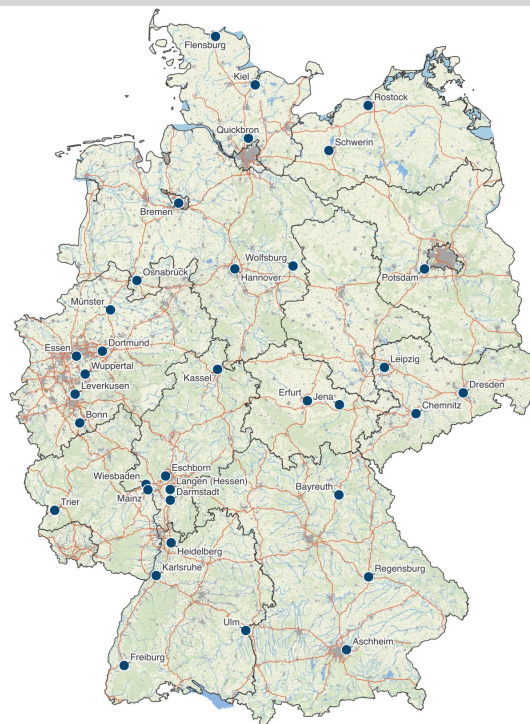 Flensburg
Kiel
Rostock
Quickbron
Schwerin
Bremen
Wolfsburg
Hannover
Osnabrück
Potsdam
Münster
Dortmund
Essen
Wuppertal
Leverkusen
Kassel
Leipzig
Erfurt
Jena
Dresden
Chemnitz
Bonn
Eschborn
Wiesbaden
Langen (Hessen)
Mainz
Darmstadt
Bayreuth
Trier
Heidelberg
Karlsruhe
Regensburg
Ulm
Aschheim
Freiburg